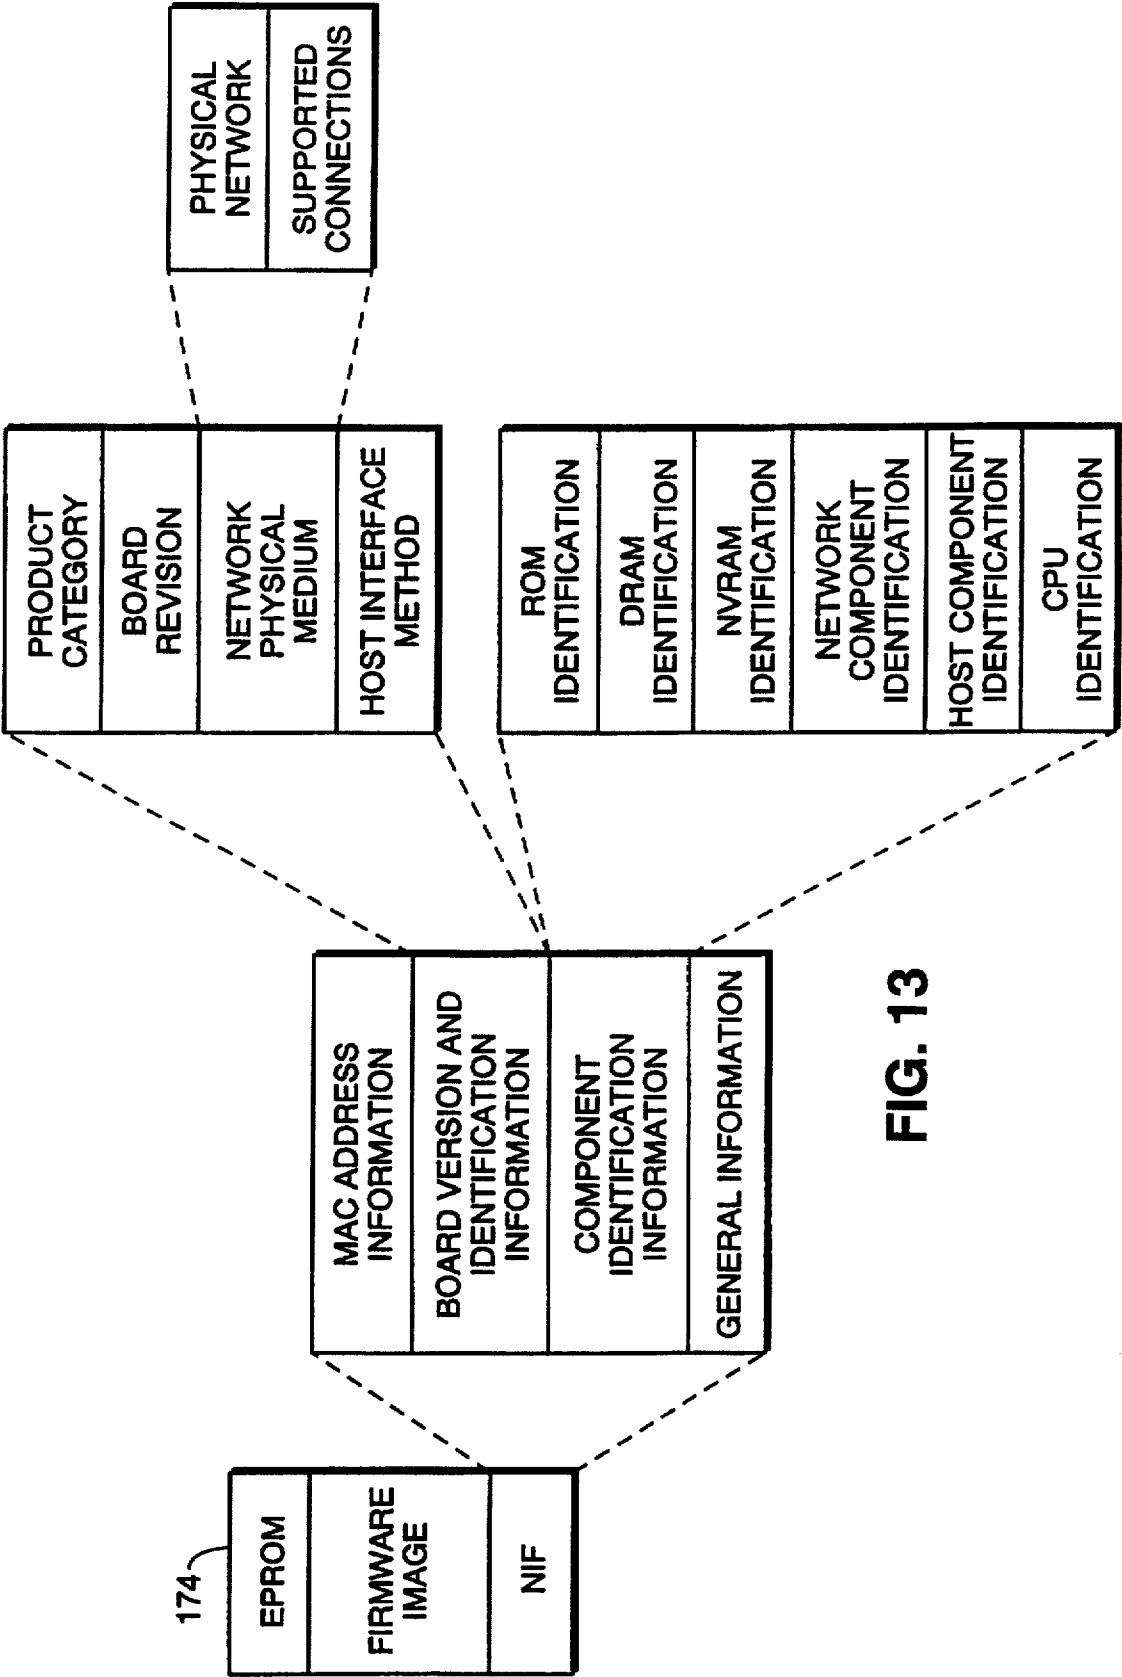 174
EPROM
FIRMWARE
IMAGE
NIF
MAC ADDRESS
INFORMATION
BOARD VERSION AND
IDENTIFICATION
INFORMATION
COMPONENT
IDENTIFICATION
INFORMATION
GENERAL INFORMATION
PRODUCT
CATEGORY
BOARD
REVISION
NETWORK
PHYSICAL
MEDIUM
HOST INTERFACE
METHOD
ROM
IDENTIFICATION
DRAM
IDENTIFICATION
NVRAM
IDENTIFICATION
NETWORK
COMPONENT
IDENTIFICATION
HOST COMPONENT
IDENTIFICATION
CPU
IDENTIFICATION
PHYSICAL
NETWORK
SUPPORTED
CONNECTIONS
FIG. 13